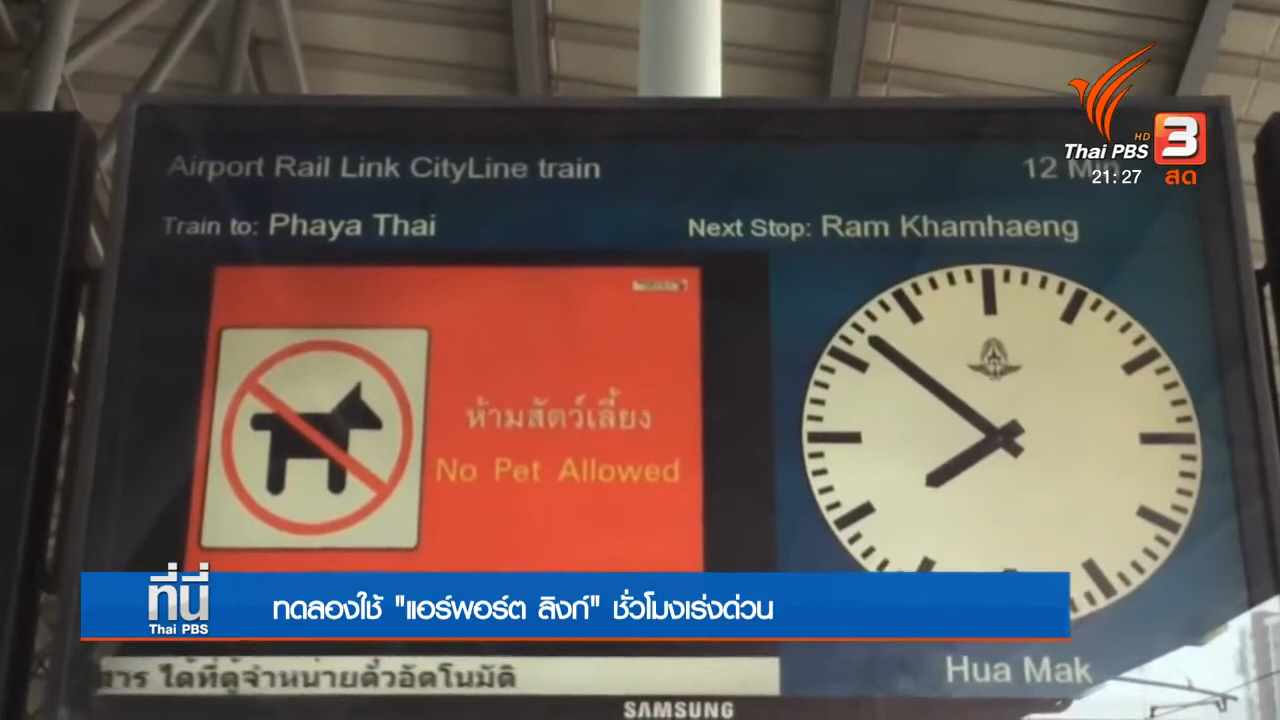 Airport Rail Link CityLine train
12 Min
HD
Thai PBS
3
21:27
สด
Train to: Phaya Thai
Next Stop: Ram Khamhaeng
ห้ามสัตว์เลี้ยง
No Pet Allowed
ที่นี่
Thai PBS
ทดลองใช้ "แอร์พอร์ต ลิงก์" ชั่วโมงเร่งด่วน
สาร ได้ที่ตู้จำหน่ายตั๋วอัตโนมัติ
Hua Mak
SAMSUNG